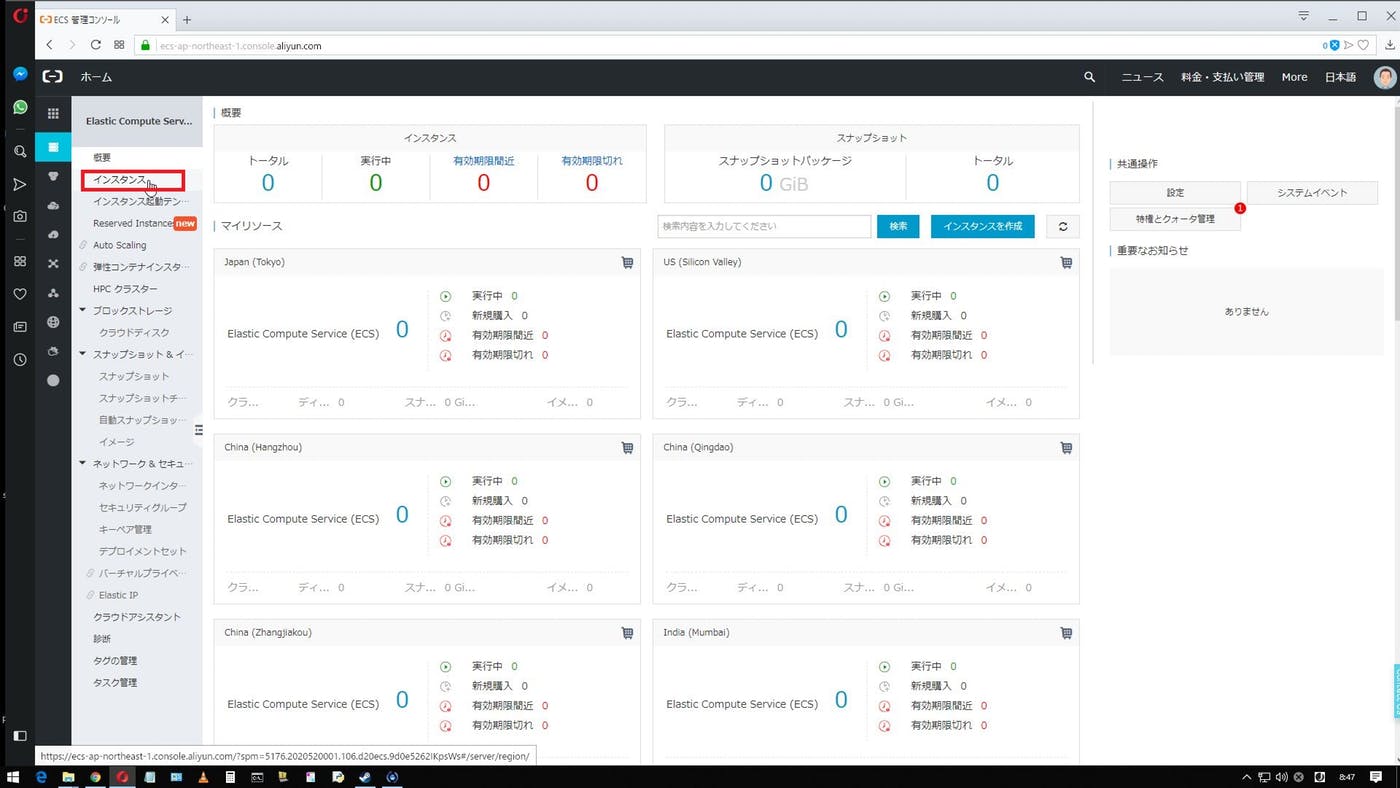 ECS 管理コンソール
ecs-ap-northeast-1.console.aliyun.com
0
ホーム
ニュース 料金・支払い管理 More 日本語
Elastic Compute Serv...
概要
インスタンス
インスタンス起動テン…
Reserved Instance new
Auto Scaling
弾性コンテナインスタ…
HPC クラスター
ブロックストレージ
クラウドディスク
スナップショット & イ…
スナップショット
スナップショットチ…
自動スナップショッ…
イメージ
ネットワーク & セキュ…
ネットワークインタ…
セキュリティグループ
キーペア管理
デプロイメントセット
バーチャルプライベ…
Elastic IP
クラウドアシスタント
診断
タグの管理
タスク管理
概要
インスタンス
トータル 実行中 有効期限間近 有効期限切れ
0 0 0 0
スナップショット
スナップショットパッケージ トータル
0 GiB 0
マイリソース
検索内容を入力してください 検索 インスタンスを作成
Japan (Tokyo)
Elastic Compute Service (ECS) 0
実行中 0
新規購入 0
有効期限間近 0
有効期限切れ 0
クラ... ディ... 0 スナ... 0 Gi... イメ... 0
US (Silicon Valley)
Elastic Compute Service (ECS) 0
実行中 0
新規購入 0
有効期限間近 0
有効期限切れ 0
クラ... ディ... 0 スナ... 0 Gi... イメ... 0
China (Hangzhou)
Elastic Compute Service (ECS) 0
実行中 0
新規購入 0
有効期限間近 0
有効期限切れ 0
クラ... ディ... 0 スナ... 0 Gi... イメ... 0
China (Qingdao)
Elastic Compute Service (ECS) 0
実行中 0
新規購入 0
有効期限間近 0
有効期限切れ 0
クラ... ディ... 0 スナ... 0 Gi... イメ... 0
China (Zhangjiakou)
Elastic Compute Service (ECS) 0
実行中 0
新規購入 0
有効期限間近 0
有効期限切れ 0
India (Mumbai)
Elastic Compute Service (ECS) 0
実行中 0
新規購入 0
有効期限間近 0
有効期限切れ 0
共通操作
設定 システムイベント
特権とクォータ管理 1
重要なお知らせ
ありません
https://ecs-ap-northeast-1.console.aliyun.com/?spm=5176.2020520001.106.d20ecs.9d0e5262IKpsWs#/server/region/
8:47